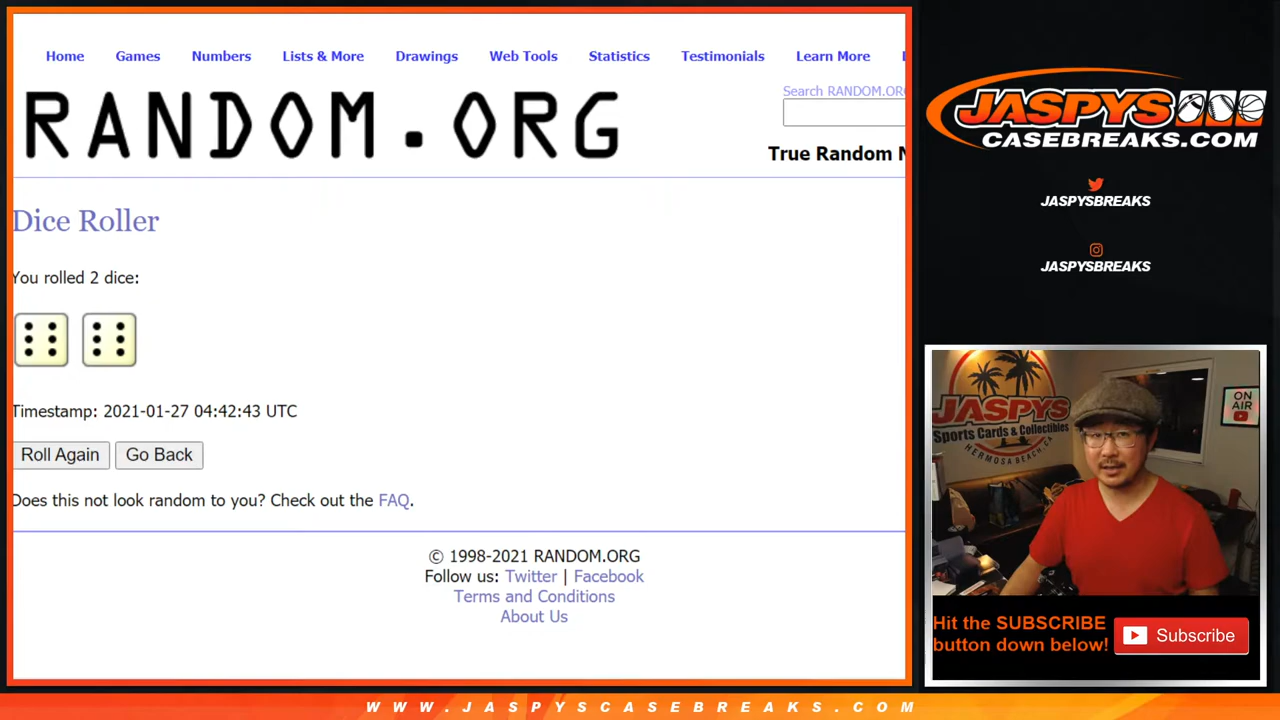 Home Games Numbers Lists & More Drawings Web Tools Statistics Testimonials Learn More
RANDOM.ORG
Search RANDOM.ORG
True Random N
Dice Roller
You rolled 2 dice:
Timestamp: 2021-01-27 04:42:43 UTC
Roll Again Go Back
Does this not look random to you? Check out the FAQ.
© 1998-2021 RANDOM.ORG
Follow us: Twitter | Facebook
Terms and Conditions
About Us
JASPYS
CASEBREAKS.COM
JASPYSBREAKS
JASPYSBREAKS
JASPYS
Sports Cards & Collectibles
HERMOSA BEACH, CA
ON
AIR
Hit the SUBSCRIBE
button down below!
Subscribe
WWW.JASPYSCASEBREAKS.COM